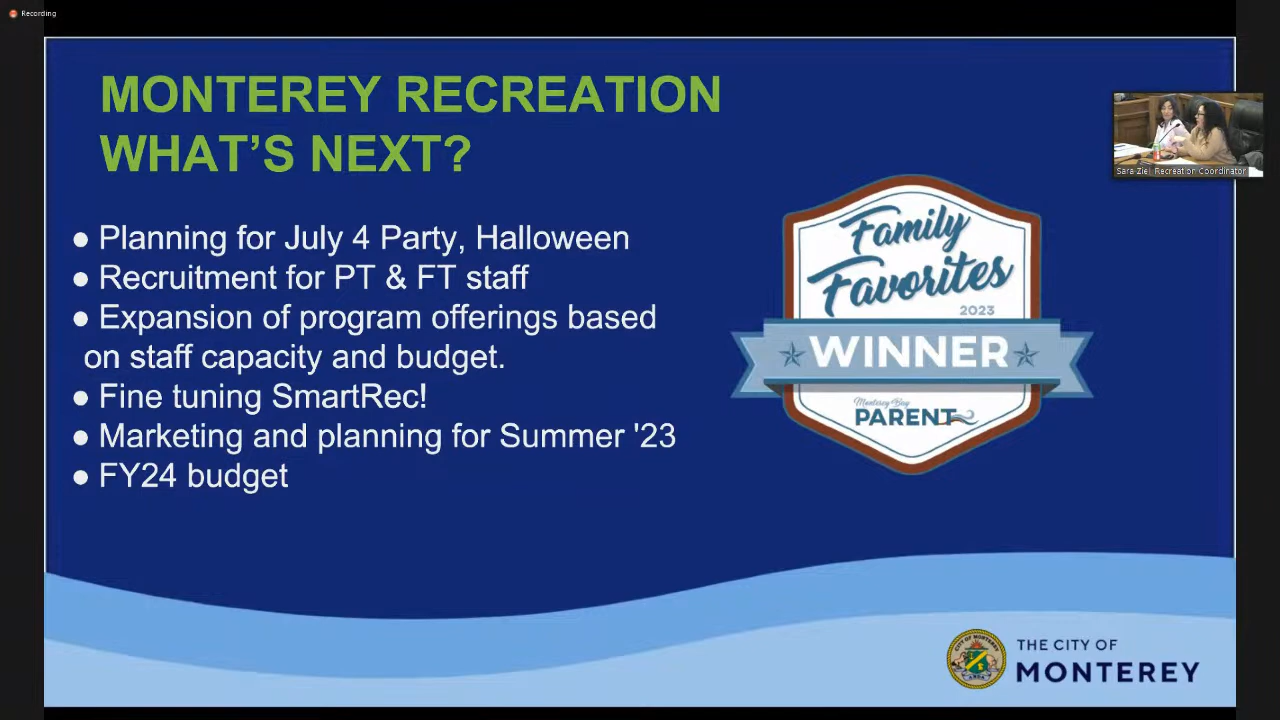 Recording
MONTEREY RECREATION
WHAT'S NEXT?
● Planning for July 4 Party, Halloween
● Recruitment for PT & FT staff
● Expansion of program offerings based
on staff capacity and budget.
● Fine tuning SmartRec!
● Marketing and planning for Summer '23
● FY24 budget
Family
Favorites
2023
WINNER
Monterey Bay
PARENT
Recreation Coordinator
THE CITY OF
MONTEREY